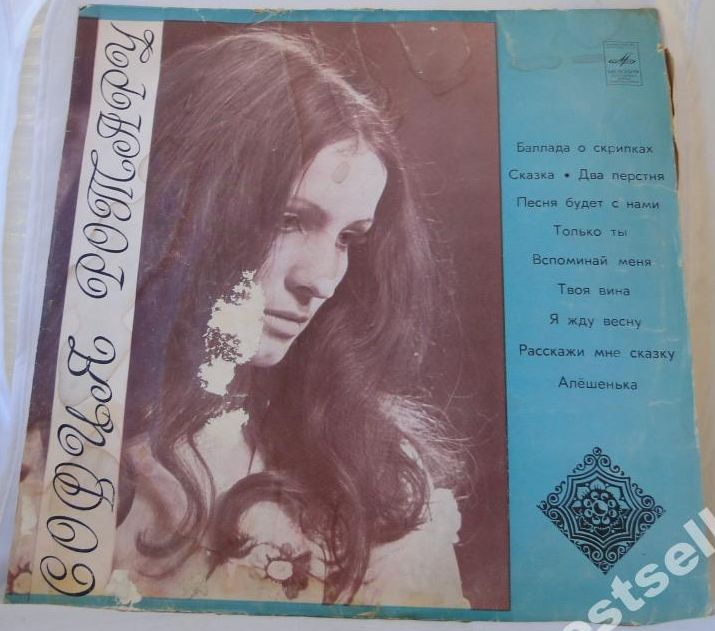 СОФИЯ РОТАРУ
Баллада о скрипках
Сказка • Два перстня
Песня будет с нами
Только ты
Вспоминай меня
Твоя вина
Я жду весну
Расскажи мне сказку
Алёшенька